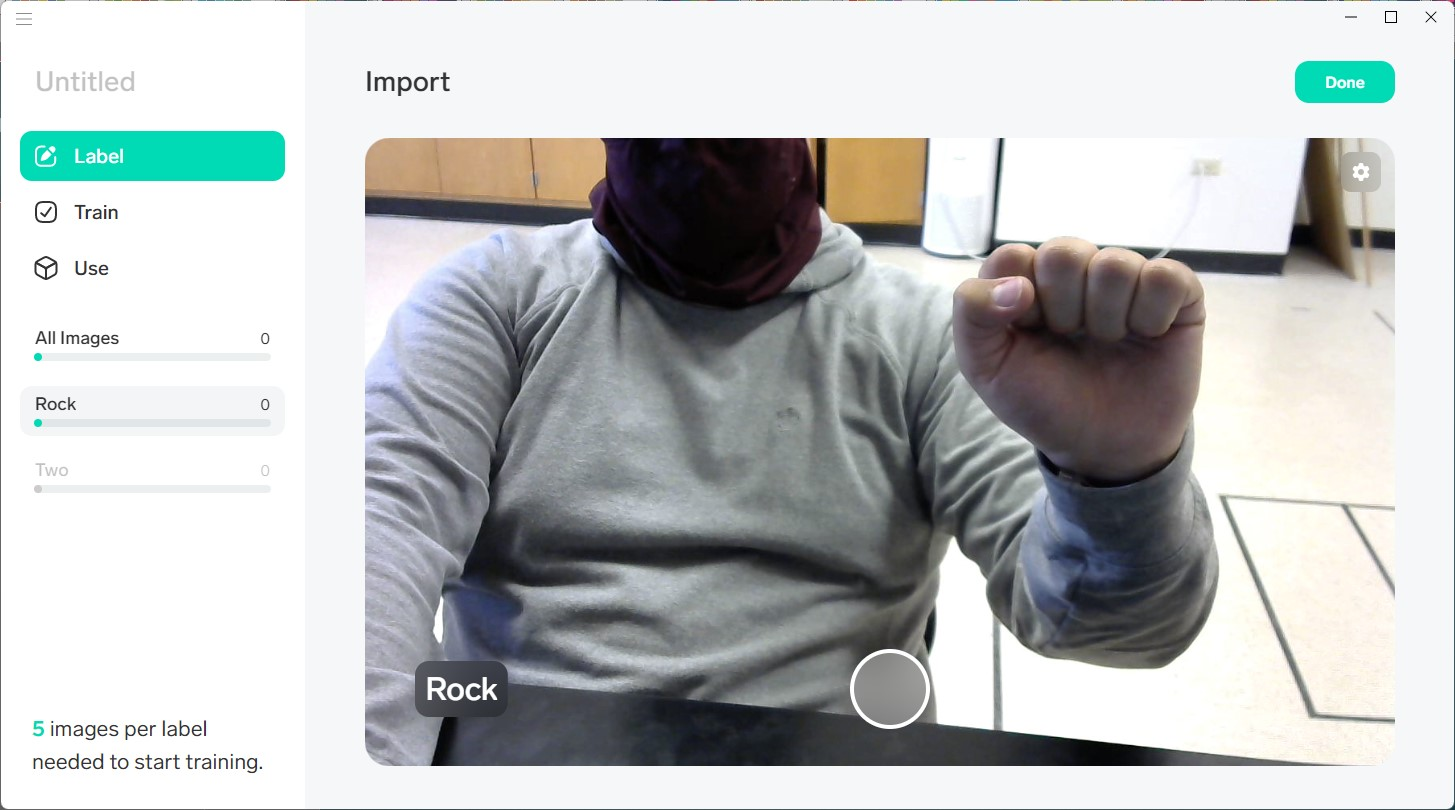 Untitled
Label
Train
Use
All Images 0
Rock 0
Two 0
5 images per label
needed to start training.
Import
Done
Rock